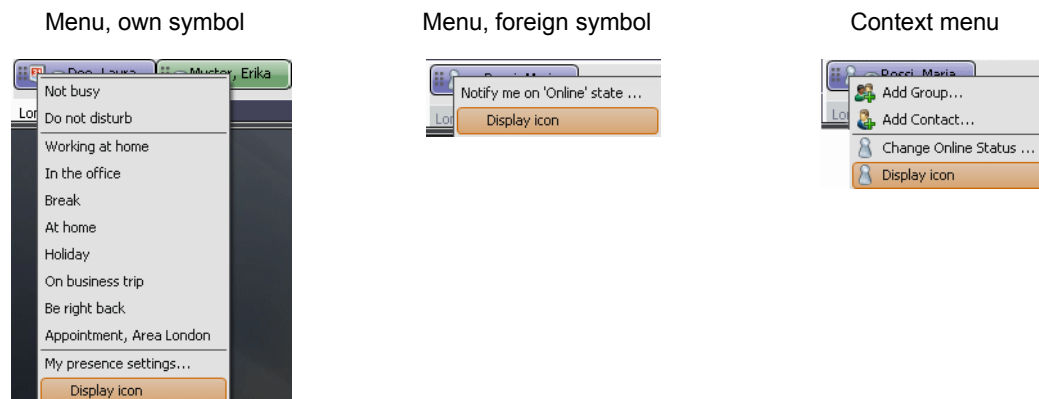 Menu, own symbol
Muster, Erika
Not busy
Do not disturb
Working at home
In the office
Break
At home
Holiday
On business trip
Be right back
Appointment, Area London
My presence settings...
Display icon
Menu, foreign symbol
Notify me on 'Online' state ...
Display icon
Context menu
Rossi, Maria
Add Group...
Add Contact...
Change Online Status ...
Display icon